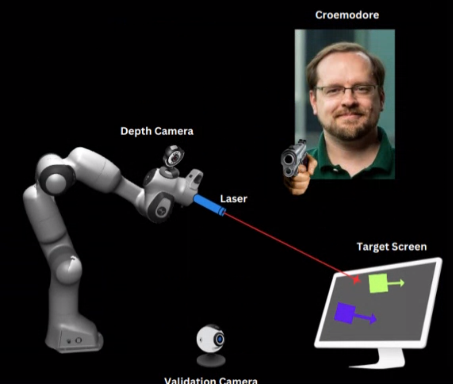 Croemodore
Depth Camera
Laser
Target Screen
Validation Camera